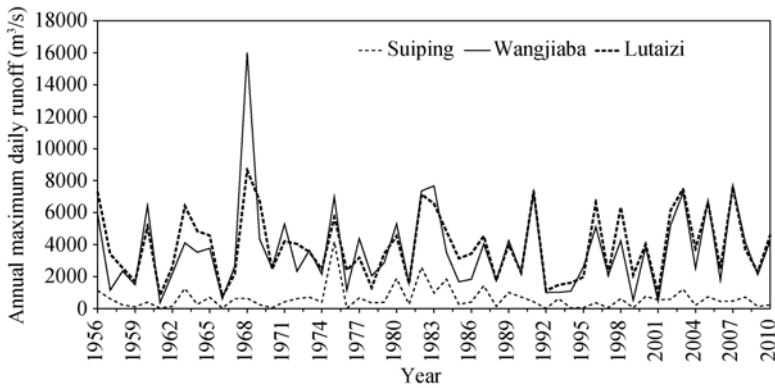 Annual maximum daily runoff (m³/s)
18000
16000
14000
12000
10000
8000
6000
4000
2000
0
Suiping Wangjiaba Lutaizi
1956 1959 1962 1965 1968 1971 1974 1977 1980 1983 1986 1989 1992 1995 1998 2001 2004 2007 2010
Year